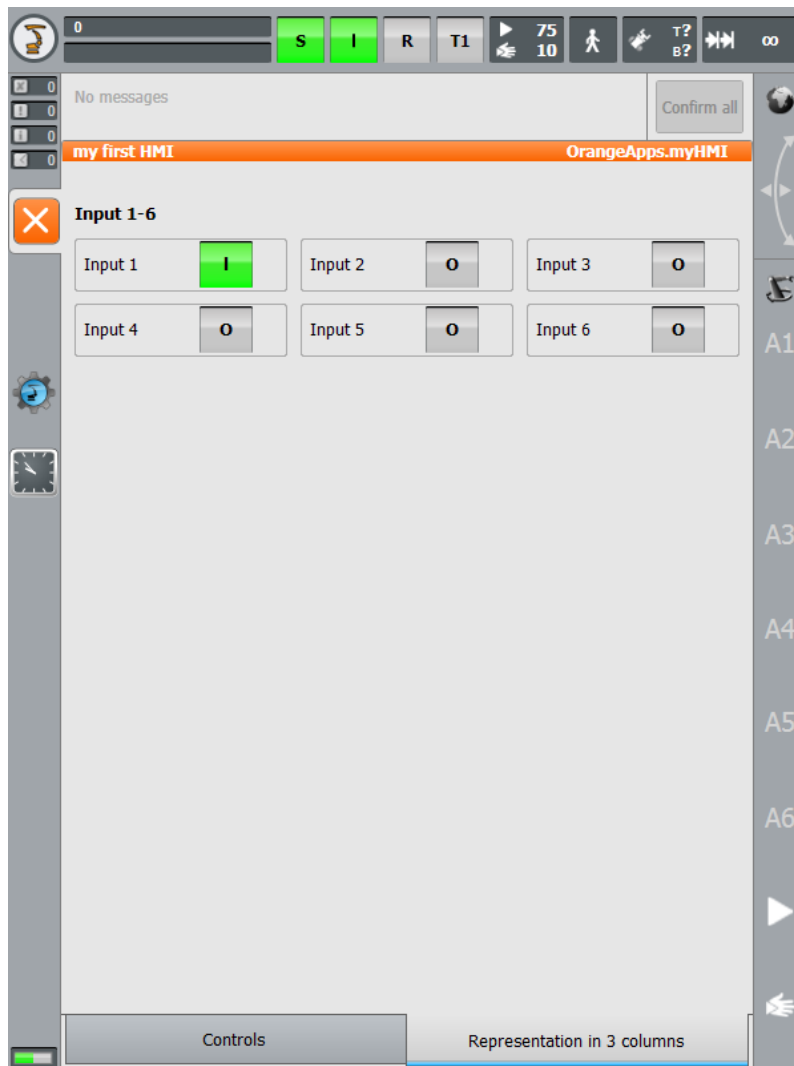 0
S I R T1 75 10 T? B? ∞
0
0
0
0
No messages
Confirm all
my first HMI OrangeApps.myHMI
Input 1-6
Input 1 I Input 2 O Input 3 O
Input 4 O Input 5 O Input 6 O
A1
A2
A3
A4
A5
A6
Controls Representation in 3 columns